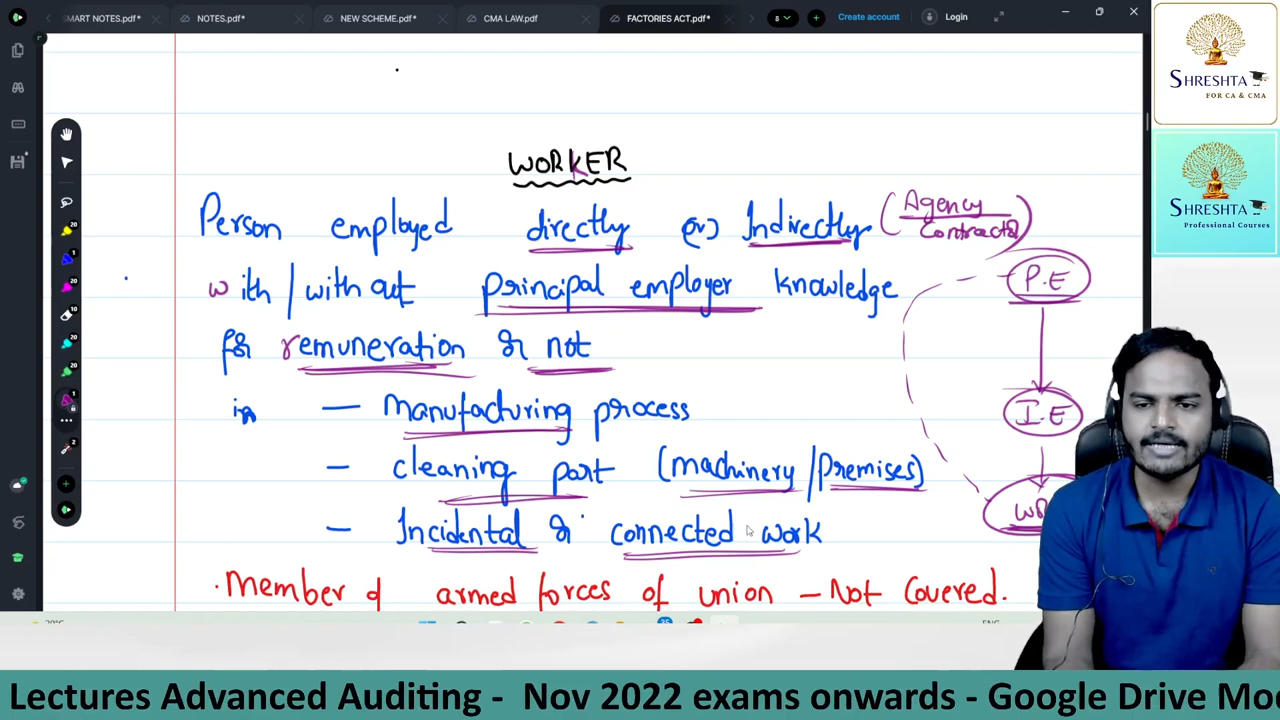 SMART NOTES.pdf*
NOTES.pdf*
NEW SCHEME.pdf*
CMA LAW.pdf
FACTORIES ACT.pdf*
8
Create account
Login
SHRESHTA
FOR CA & CMA
SHRESHTA
Professional Courses
WORKER
Person employed directly (or) Indirectly (Agency Contracts)
with/without principal employer knowledge
P.E
for remuneration or not
in — manufacturing process
I.E
— cleaning part (machinery/premises)
— Incidental or connected work
· Member of armed forces of union — Not Covered.
Lectures Advanced Auditing - Nov 2022 exams onwards - Google Drive Mo